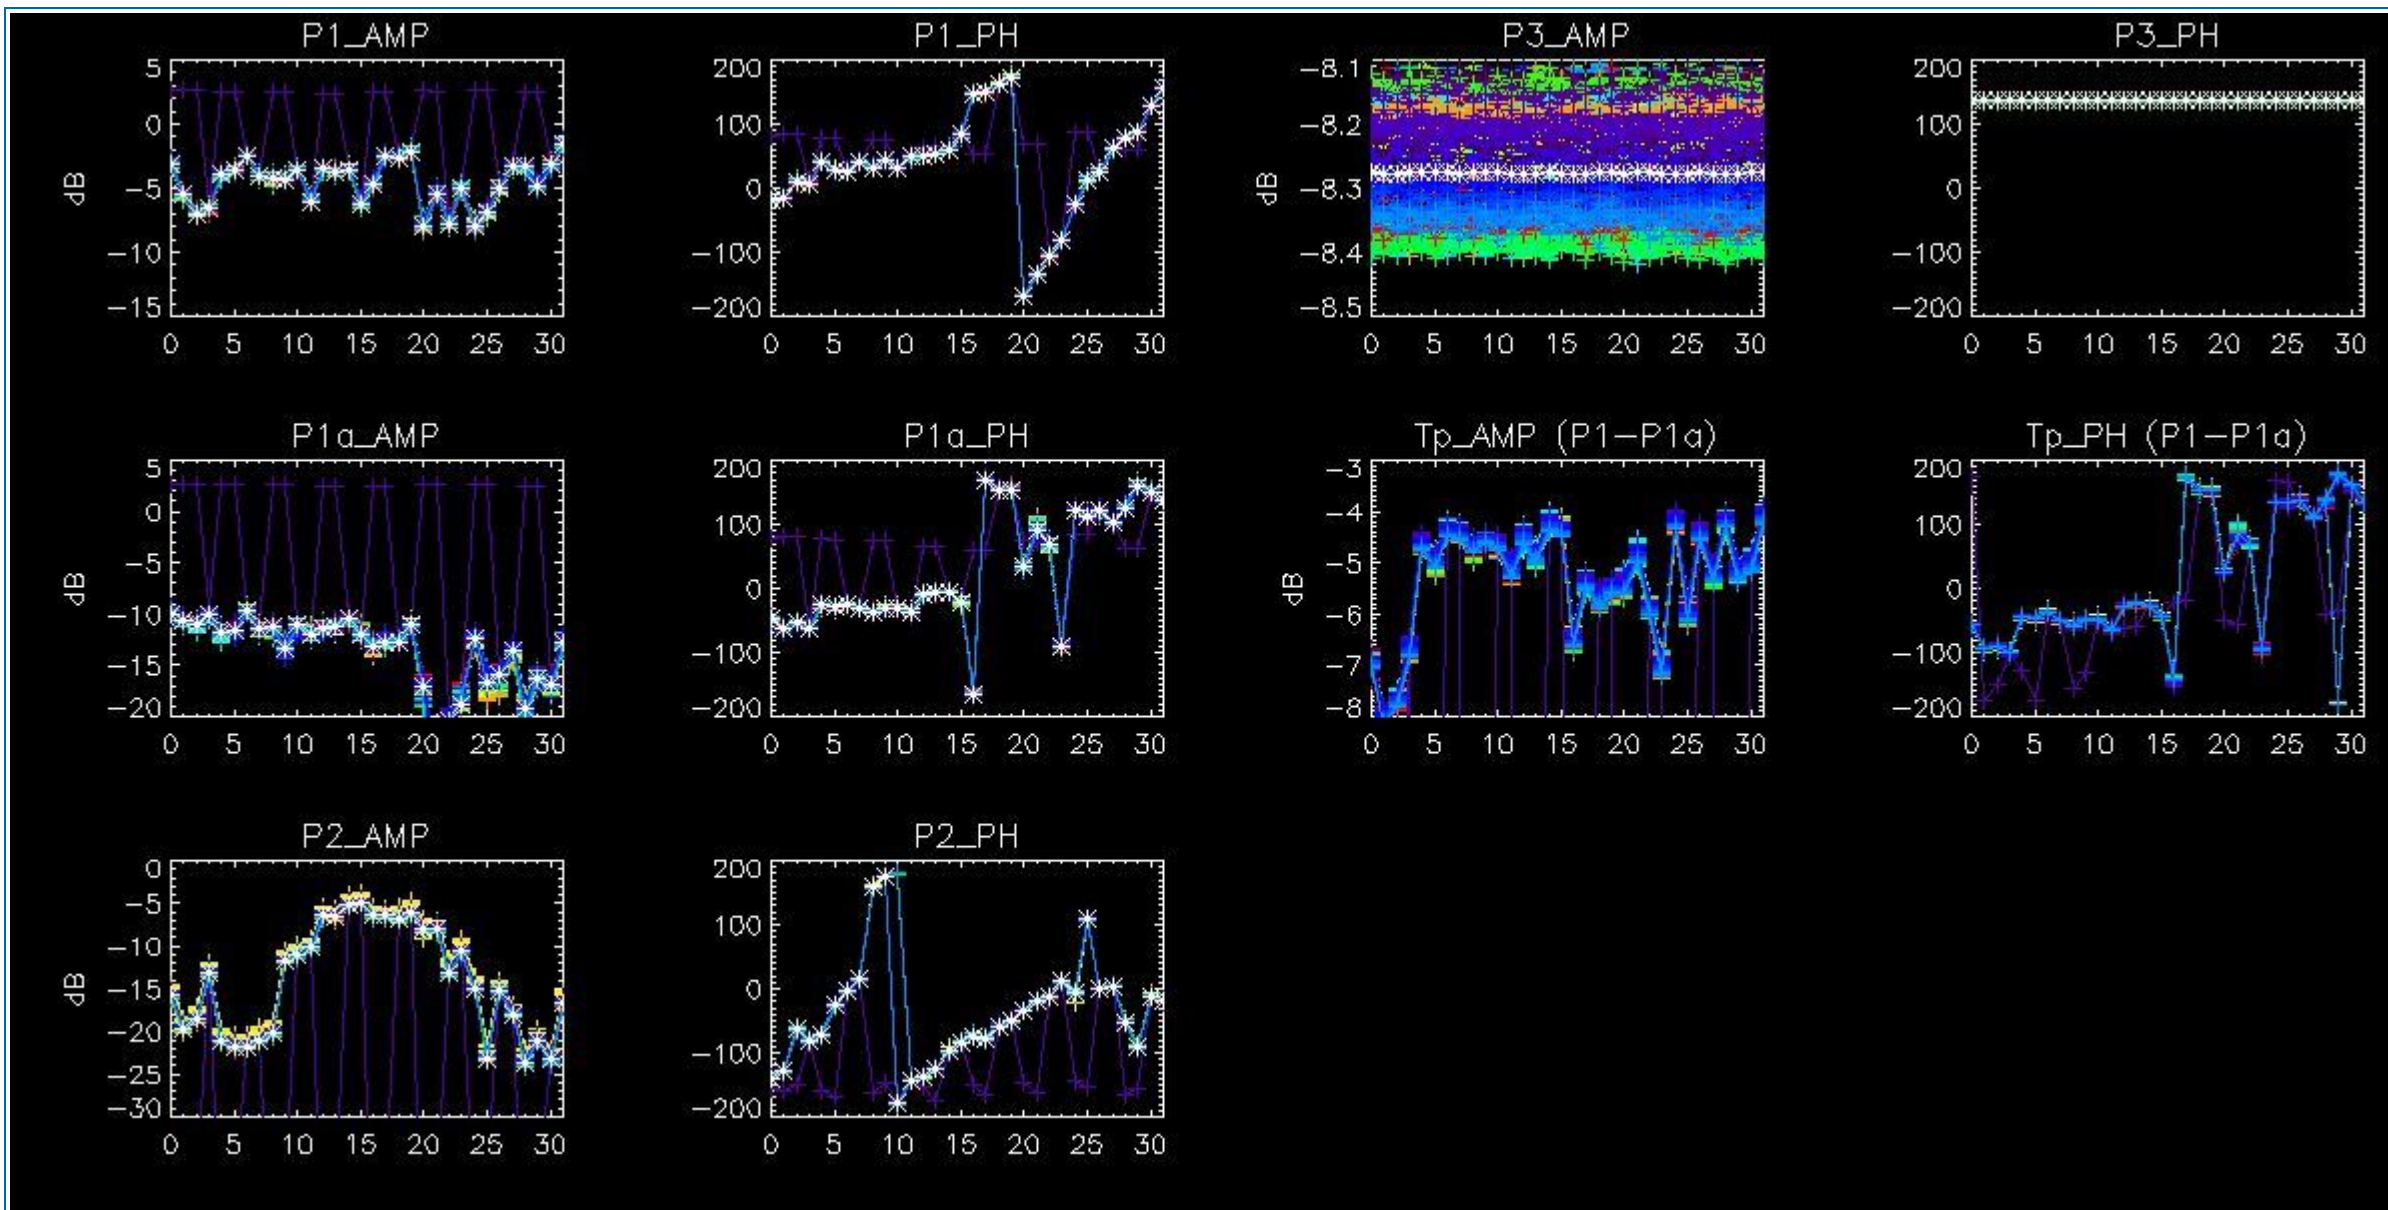 P1_AMP
5
0
−5
−10
−15
dB
0 5 10 15 20 25 30
P1_PH
200
100
0
−100
−200
0 5 10 15 20 25 30
P3_AMP
−8.1
−8.2
−8.3
−8.4
−8.5
dB
0 5 10 15 20 25 30
P3_PH
200
100
0
−100
−200
0 5 10 15 20 25 30
P1a_AMP
5
0
−5
−10
−15
−20
dB
0 5 10 15 20 25 30
P1a_PH
200
100
0
−100
−200
0 5 10 15 20 25 30
Tp_AMP (P1−P1a)
−3
−4
−5
−6
−7
−8
dB
0 5 10 15 20 25 30
Tp_PH (P1−P1a)
200
100
0
−100
−200
0 5 10 15 20 25 30
P2_AMP
0
−5
−10
−15
−20
−25
−30
dB
0 5 10 15 20 25 30
P2_PH
200
100
0
−100
−200
0 5 10 15 20 25 30